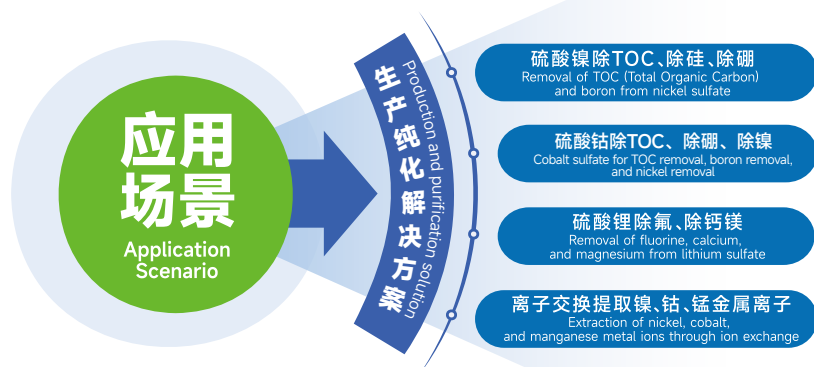 应用
场景
Application
Scenario
生产纯化解决方案
Production and purification solution
硫酸镍除TOC、除硅、除硼
Removal of TOC (Total Organic Carbon)
and boron from nickel sulfate
硫酸钴除TOC、除硼、除镍
Cobalt sulfate for TOC removal, boron removal,
and nickel removal
硫酸锂除氟、除钙镁
Removal of fluorine, calcium,
and magnesium from lithium sulfate
离子交换提取镍、钴、锰金属离子
Extraction of nickel, cobalt,
and manganese metal ions through ion exchange